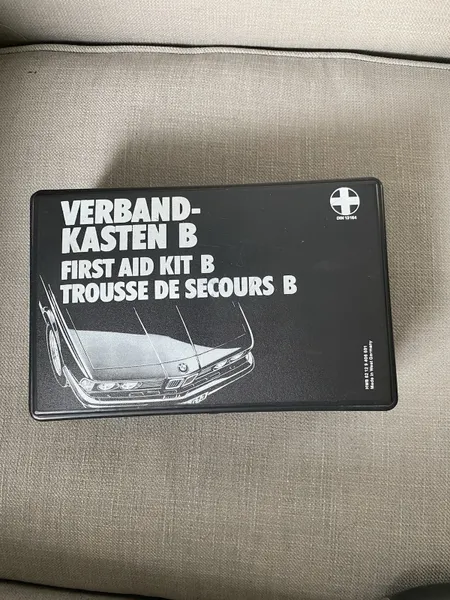 VERBAND-
KASTEN B
FIRST AID KIT B
TROUSSE DE SECOURS B
DIN 13164
Made in West Germany